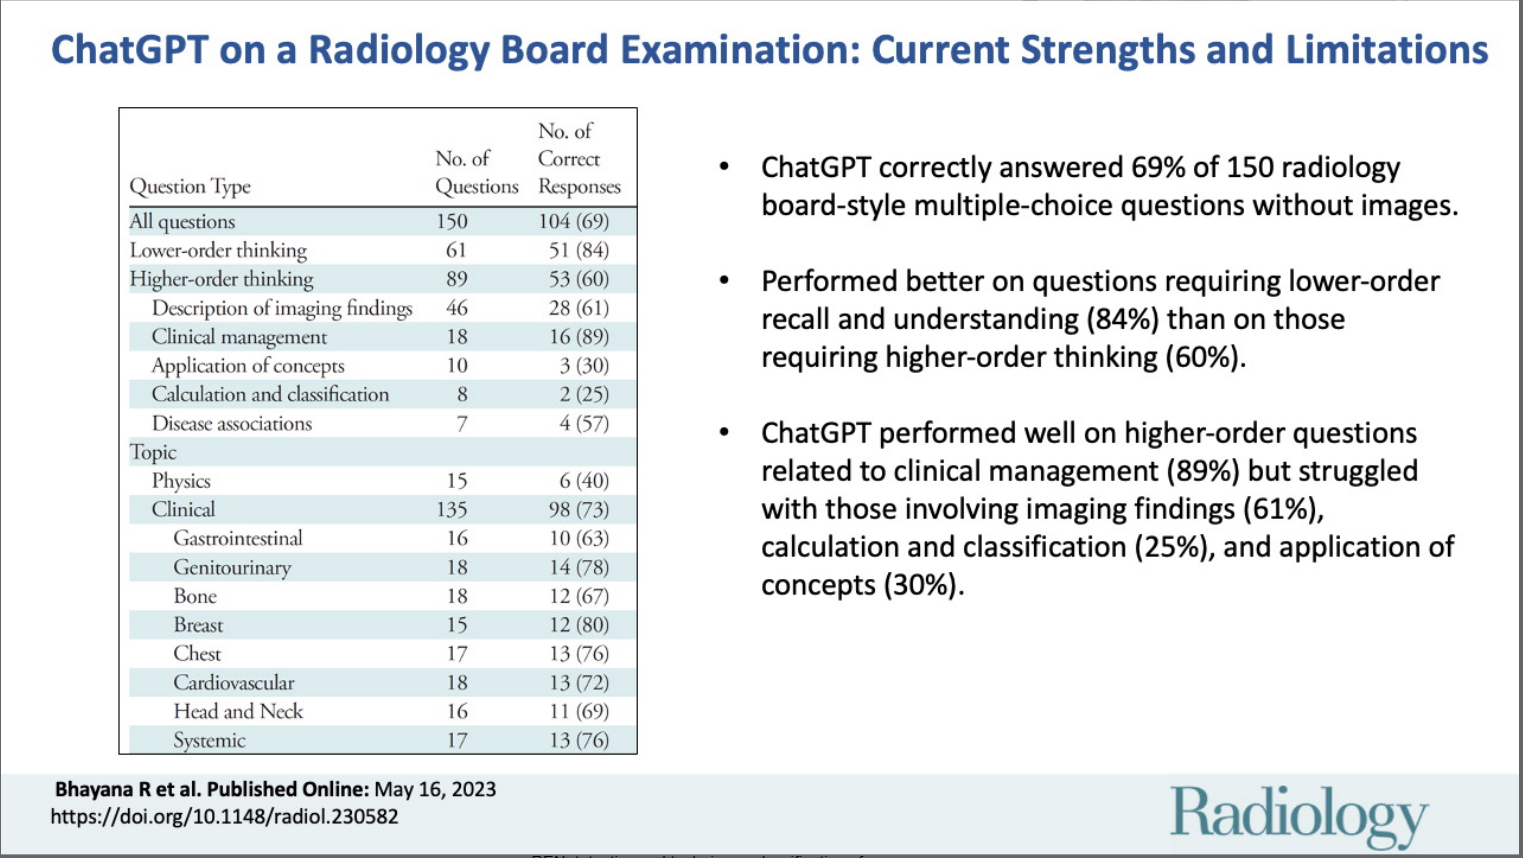 ChatGPT on a Radiology Board Examination: Current Strengths and Limitations
Question Type No. of Questions No. of Correct Responses
All questions 150 104 (69)
Lower-order thinking 61 51 (84)
Higher-order thinking 89 53 (60)
Description of imaging findings 46 28 (61)
Clinical management 18 16 (89)
Application of concepts 10 3 (30)
Calculation and classification 8 2 (25)
Disease associations 7 4 (57)
Topic
Physics 15 6 (40)
Clinical 135 98 (73)
Gastrointestinal 16 10 (63)
Genitourinary 18 14 (78)
Bone 18 12 (67)
Breast 15 12 (80)
Chest 17 13 (76)
Cardiovascular 18 13 (72)
Head and Neck 16 11 (69)
Systemic 17 13 (76)
• ChatGPT correctly answered 69% of 150 radiology
board-style multiple-choice questions without images.
• Performed better on questions requiring lower-order
recall and understanding (84%) than on those
requiring higher-order thinking (60%).
• ChatGPT performed well on higher-order questions
related to clinical management (89%) but struggled
with those involving imaging findings (61%),
calculation and classification (25%), and application of
concepts (30%).
Bhayana R et al. Published Online: May 16, 2023
https://doi.org/10.1148/radiol.230582
Radiology